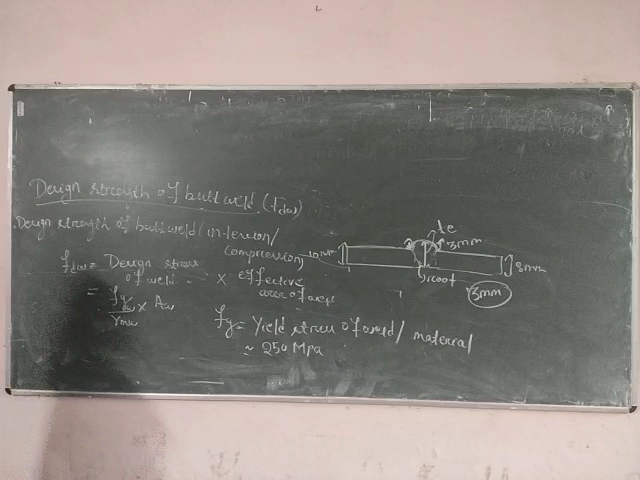 Design strength of butt weld (Tdw)
Design strength of butt weld (in tension/
compression)
fdw = Design stress of weld × effective area of weld
= fy/γmw × Aw
fy = Yield stress of weld / material
≈ 250 Mpa
te
3mm
10mm
8mm
root
3mm